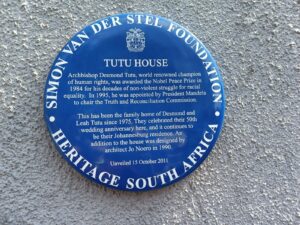 SIMON VAN DER STEL FOUNDATION
TUTU HOUSE
Archbishop Desmond Tutu, world renowned champion
of human rights, was awarded the Nobel Peace Prize in
1984 for his decades of non-violent struggle for racial
equality. In 1995, he was appointed by President Mandela
to chair the Truth and Reconciliation Commission.
This has been the family home of Desmond and
Leah Tutu since 1975. They celebrated their 50th
wedding anniversary here, and it continues to
be their Johannesburg residence. An
addition to the house was designed by
architect Jo Noero in 1990.
Unveiled 15 October 2011
• HERITAGE SOUTH AFRICA •